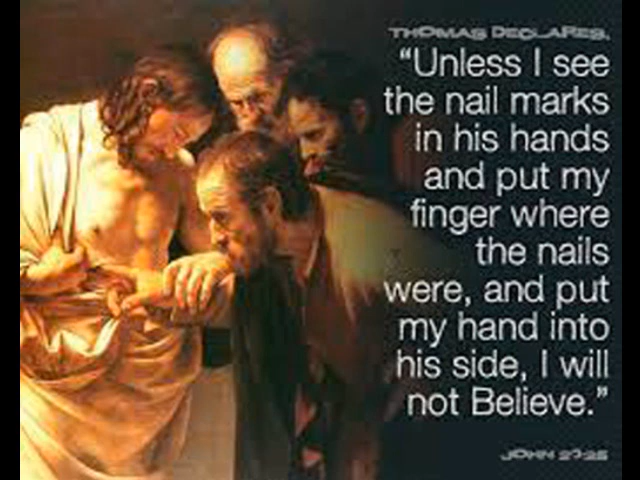 THOMAS DECLARES,
“Unless I see
the nail marks
in his hands
and put my
finger where
the nails
were, and put
my hand into
his side, I will
not Believe.”
JOHN 20:25